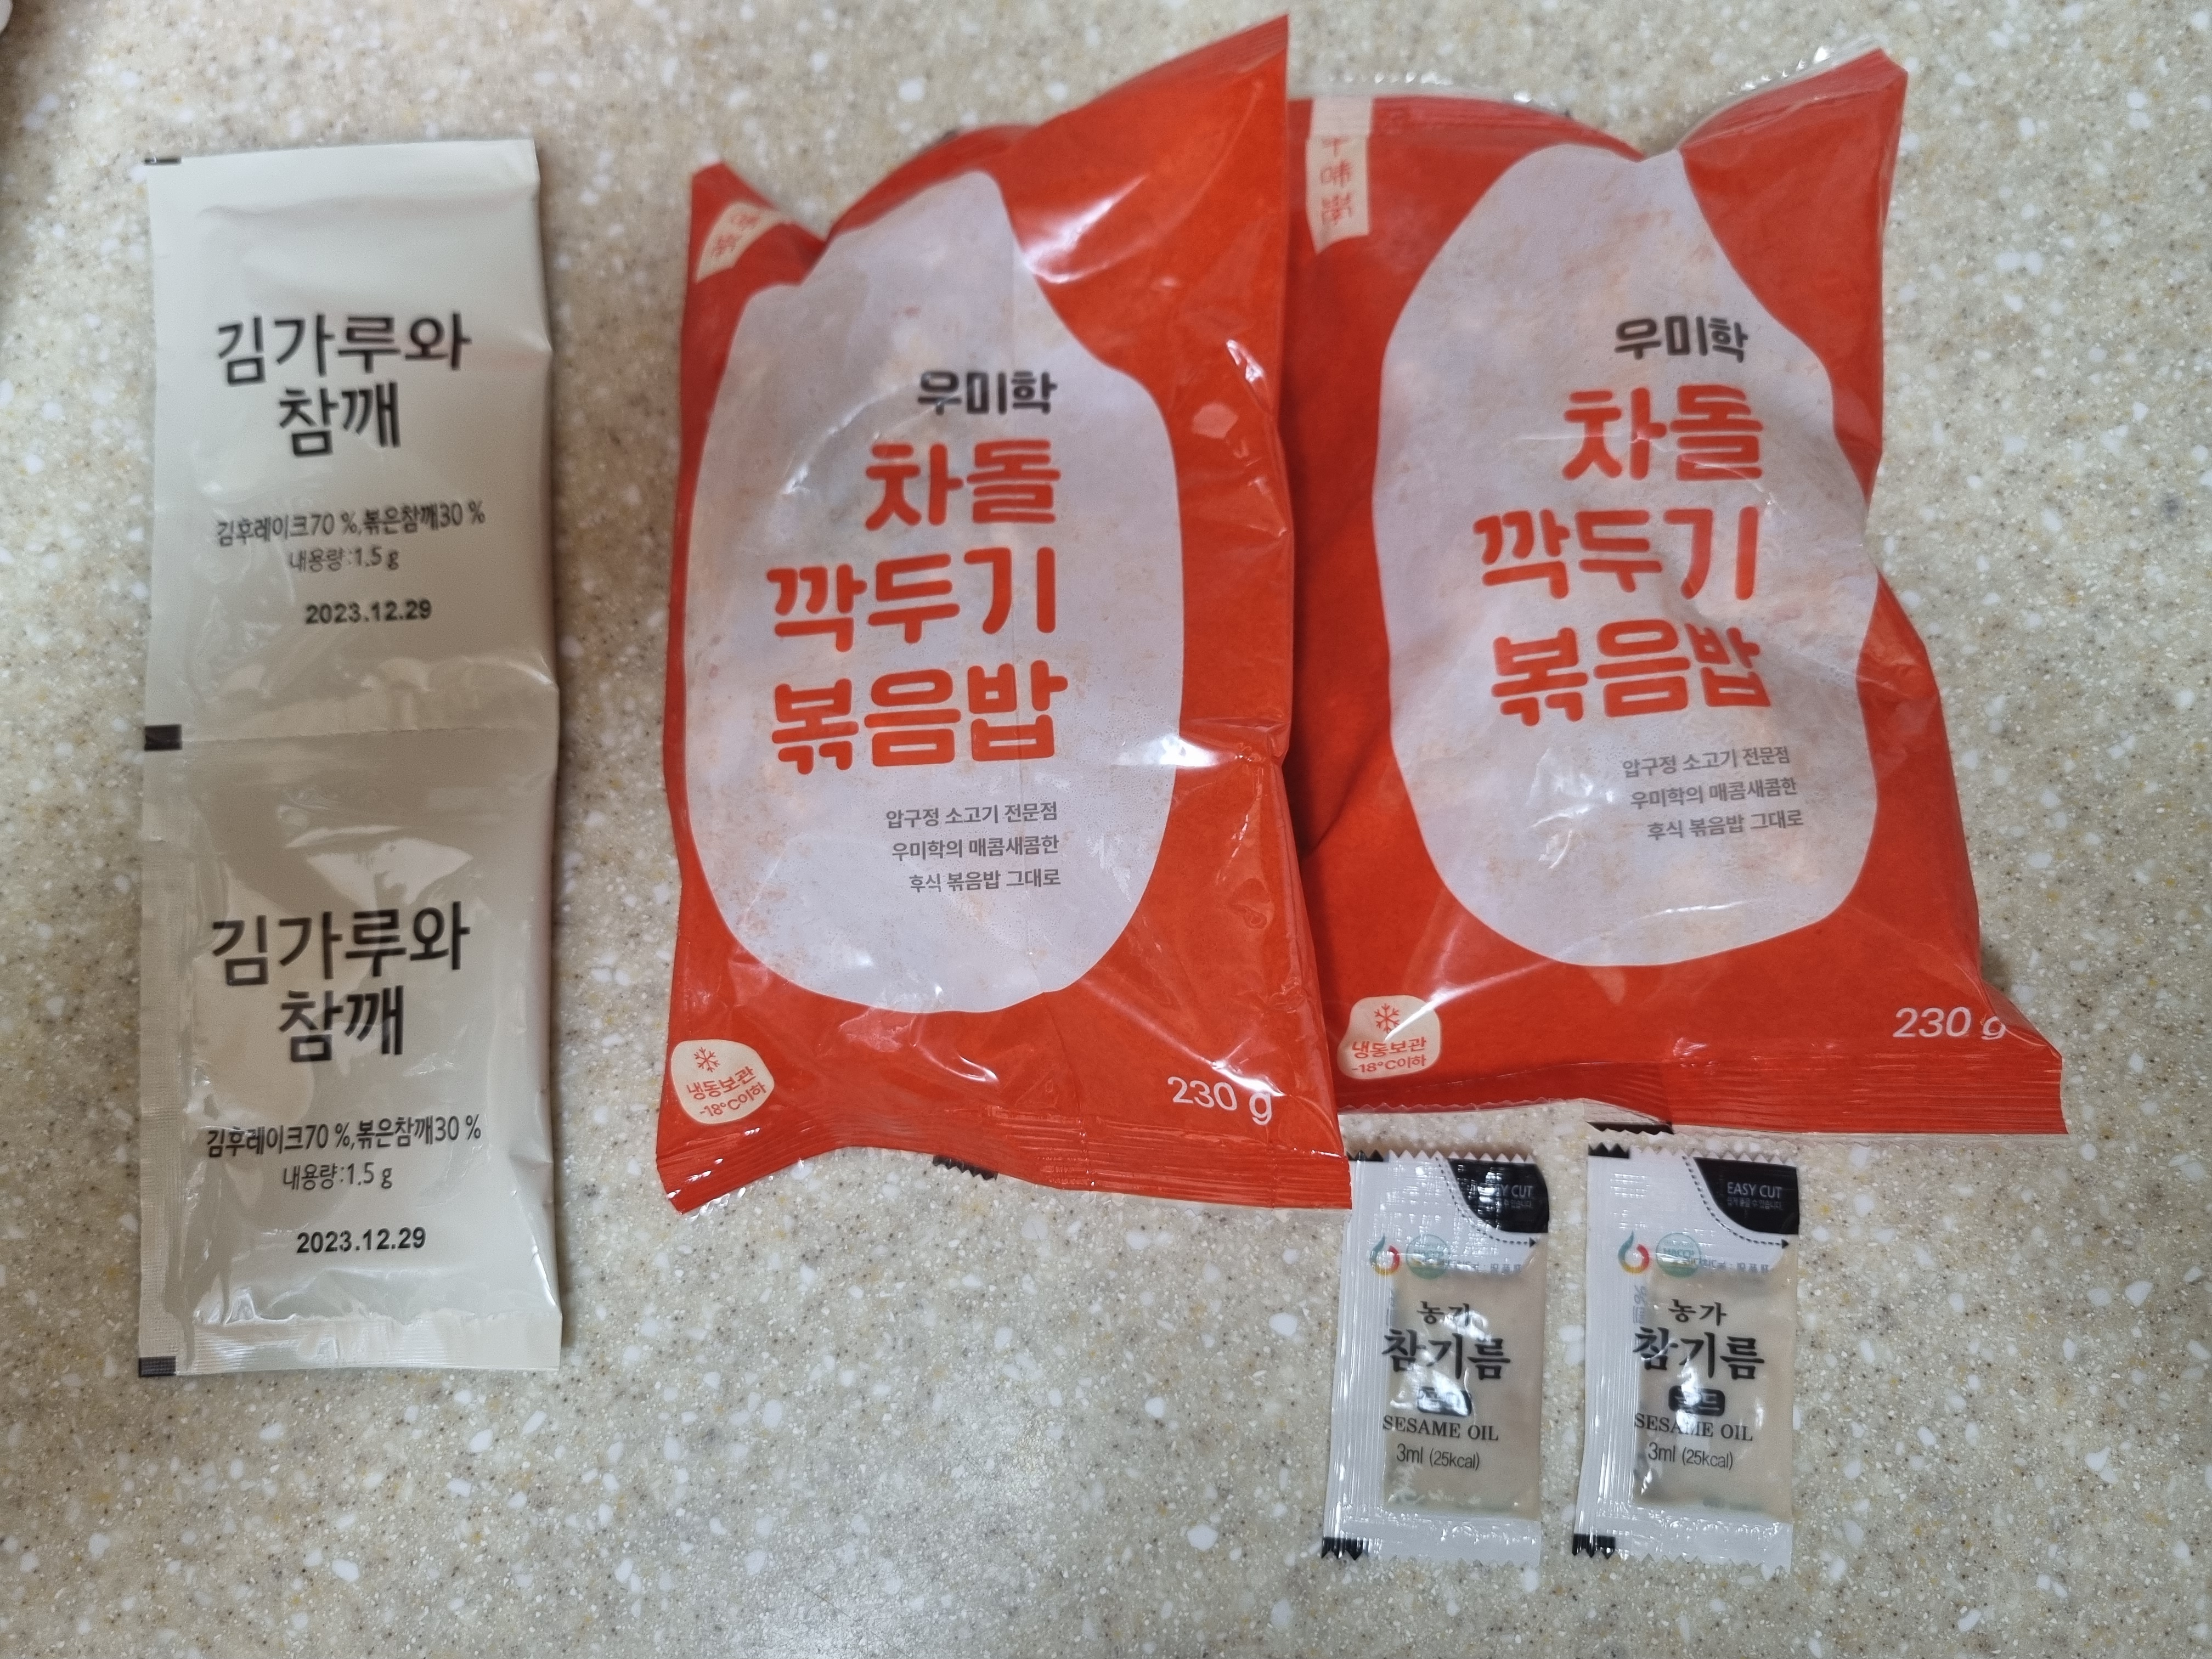 김가루와
참깨
김후레이크70 %,볶은참깨30 %
내용량:1.5 g
2023.12.29
김가루와
참깨
김후레이크70 %,볶은참깨30 %
내용량:1.5 g
2023.12.29
우미학
차돌
깍두기
볶음밥
압구정 소고기 전문점
우미학의 매콤새콤한
후식 볶음밥 그대로
냉동보관
-18°C이하
230 g
우미학
차돌
깍두기
볶음밥
압구정 소고기 전문점
우미학의 매콤새콤한
후식 볶음밥 그대로
냉동보관
-18°C이하
230 g
CUT
농가
참기름
SESAME OIL
3ml (25kcal)
EASY CUT
농가
참기름
SESAME OIL
3ml (25kcal)